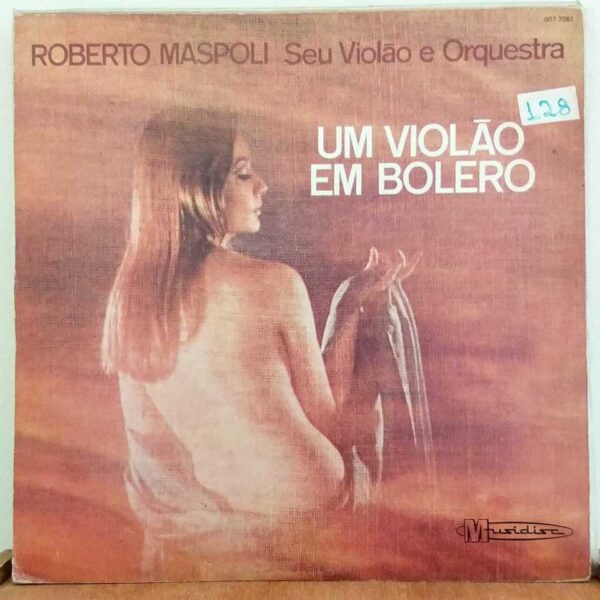 607.7081
ROBERTO MASPOLI Seu Violão e Orquestra
128
UM VIOLÃO
EM BOLERO
Musidisc